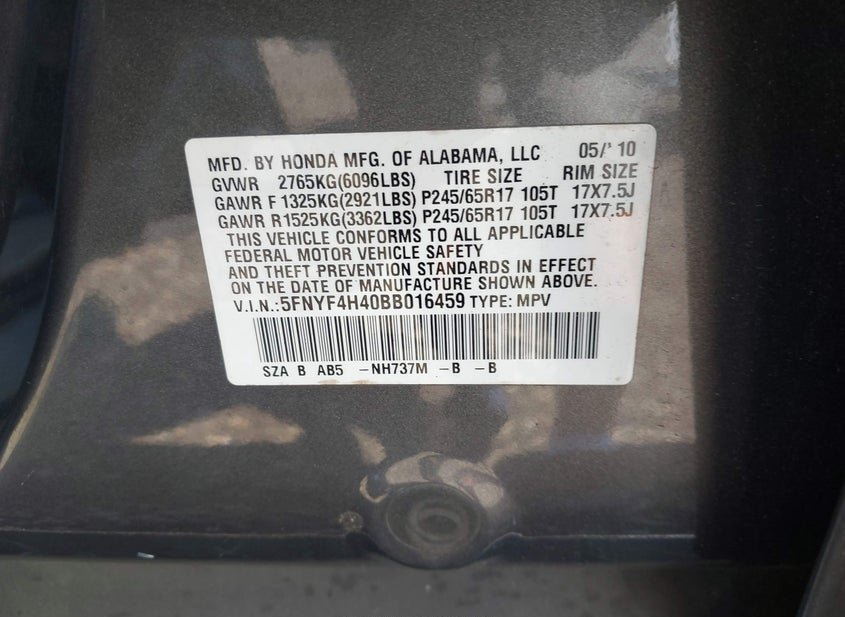 MFD. BY HONDA MFG. OF ALABAMA, LLC 05/'10
GVWR 2765KG(6096LBS) TIRE SIZE RIM SIZE
GAWR F 1325KG(2921LBS) P245/65R17 105T 17X7.5J
GAWR R1525KG(3362LBS) P245/65R17 105T 17X7.5J
THIS VEHICLE CONFORMS TO ALL APPLICABLE
FEDERAL MOTOR VEHICLE SAFETY
AND THEFT PREVENTION STANDARDS IN EFFECT
ON THE DATE OF MANUFACTURE SHOWN ABOVE.
V.I.N.:5FNYF4H40BB016459 TYPE: MPV
SZA B AB5 -NH737M -B -B